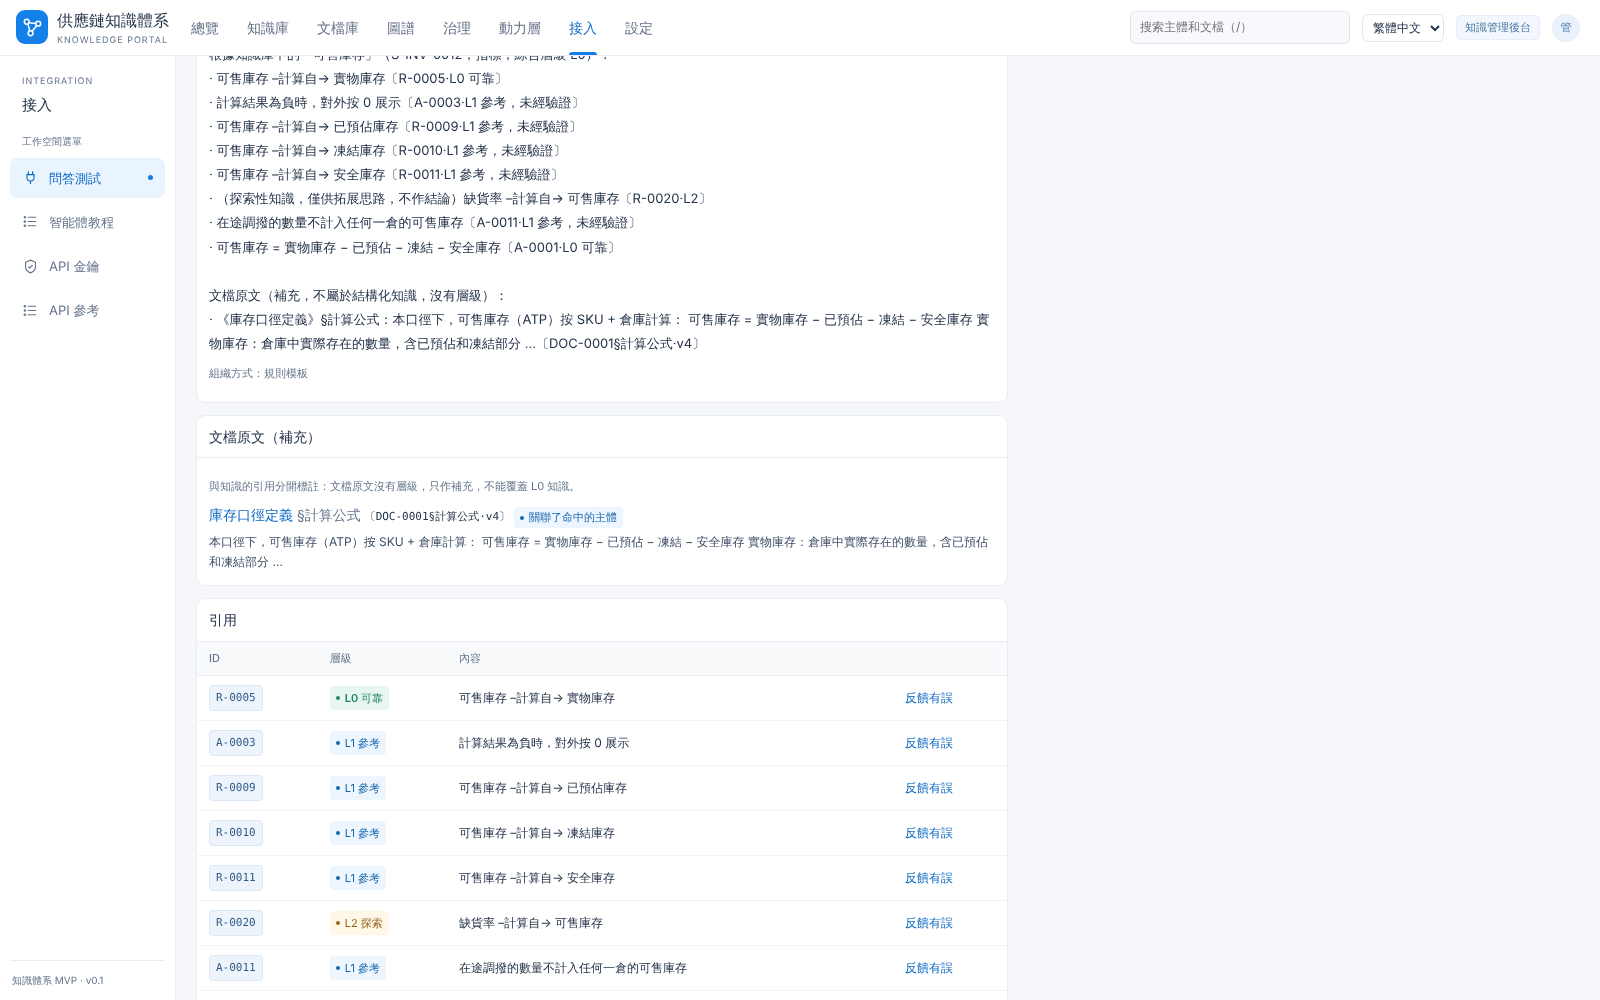 供應鏈知識體系
KNOWLEDGE PORTAL
總覽
知識庫
文檔庫
圖譜
治理
動力層
接入
設定
搜索主體和文檔（/）
繁體中文
知識管理後台
管
INTEGRATION
接入
工作空間選單
問答測試
智能體教程
API 金鑰
API 參考
知識體系 MVP · v0.1
· 可售庫存 –計算自→ 實物庫存〔R-0005·L0 可靠〕
· 計算結果為負時，對外按 0 展示〔A-0003·L1 參考，未經驗證〕
· 可售庫存 –計算自→ 已預佔庫存〔R-0009·L1 參考，未經驗證〕
· 可售庫存 –計算自→ 凍結庫存〔R-0010·L1 參考，未經驗證〕
· 可售庫存 –計算自→ 安全庫存〔R-0011·L1 參考，未經驗證〕
· （探索性知識，僅供拓展思路，不作結論）缺貨率 –計算自→ 可售庫存〔R-0020·L2〕
· 在途調撥的數量不計入任何一倉的可售庫存〔A-0011·L1 參考，未經驗證〕
· 可售庫存 = 實物庫存 − 已預佔 − 凍結 − 安全庫存〔A-0001·L0 可靠〕
文檔原文（補充，不屬於結構化知識，沒有層級）：
· 《庫存口徑定義》§計算公式：本口徑下，可售庫存（ATP）按 SKU + 倉庫計算： 可售庫存 = 實物庫存 − 已預佔 − 凍結 − 安全庫存 實
物庫存：倉庫中實際存在的數量，含已預佔和凍結部分 ...〔DOC-0001§計算公式·v4〕
組織方式：規則模板
文檔原文（補充）
與知識的引用分開標註：文檔原文沒有層級，只作補充，不能覆蓋 L0 知識。
庫存口徑定義 §計算公式 〔DOC-0001§計算公式·v4〕 • 關聯了命中的主體
本口徑下，可售庫存（ATP）按 SKU + 倉庫計算： 可售庫存 = 實物庫存 − 已預佔 − 凍結 − 安全庫存 實物庫存：倉庫中實際存在的數量，含已預佔
和凍結部分 ...
引用
ID 層級 內容
R-0005 • L0 可靠 可售庫存 –計算自→ 實物庫存 反饋有誤
A-0003 • L1 參考 計算結果為負時，對外按 0 展示 反饋有誤
R-0009 • L1 參考 可售庫存 –計算自→ 已預佔庫存 反饋有誤
R-0010 • L1 參考 可售庫存 –計算自→ 凍結庫存 反饋有誤
R-0011 • L1 參考 可售庫存 –計算自→ 安全庫存 反饋有誤
R-0020 • L2 探索 缺貨率 –計算自→ 可售庫存 反饋有誤
A-0011 • L1 參考 在途調撥的數量不計入任何一倉的可售庫存 反饋有誤